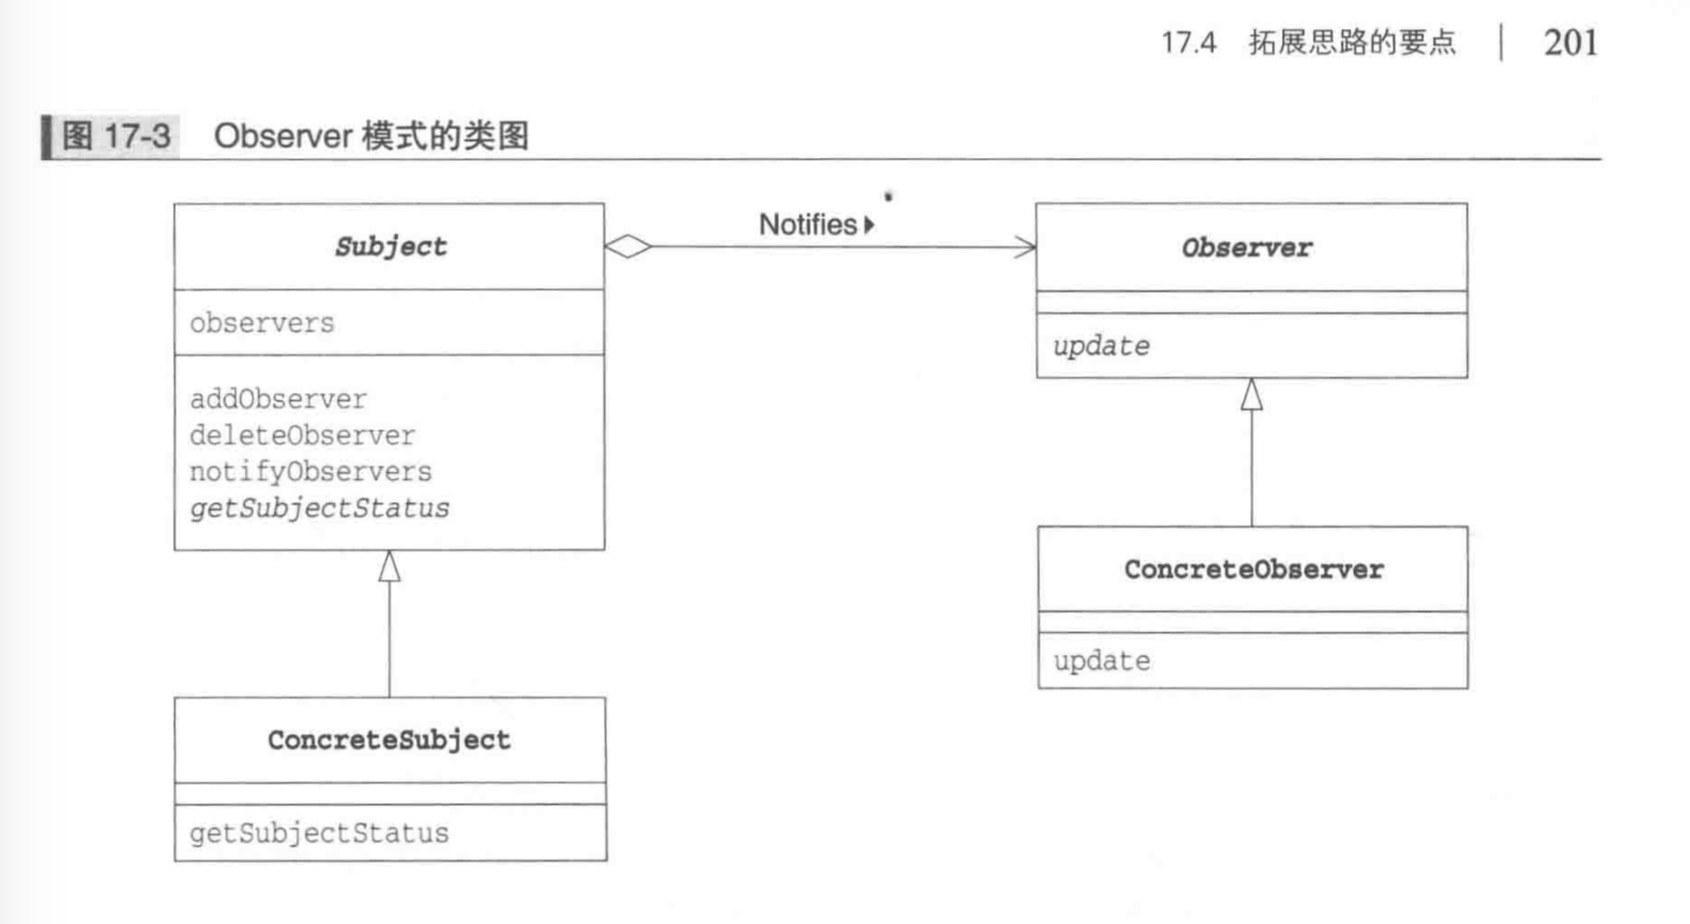 17.4 拓展思路的要点 | 201
图 17-3 Observer 模式的类图
Subject
observers
addObserver
deleteObserver
notifyObservers
getSubjectStatus
Notifies
Observer
update
ConcreteObserver
update
ConcreteSubject
getSubjectStatus